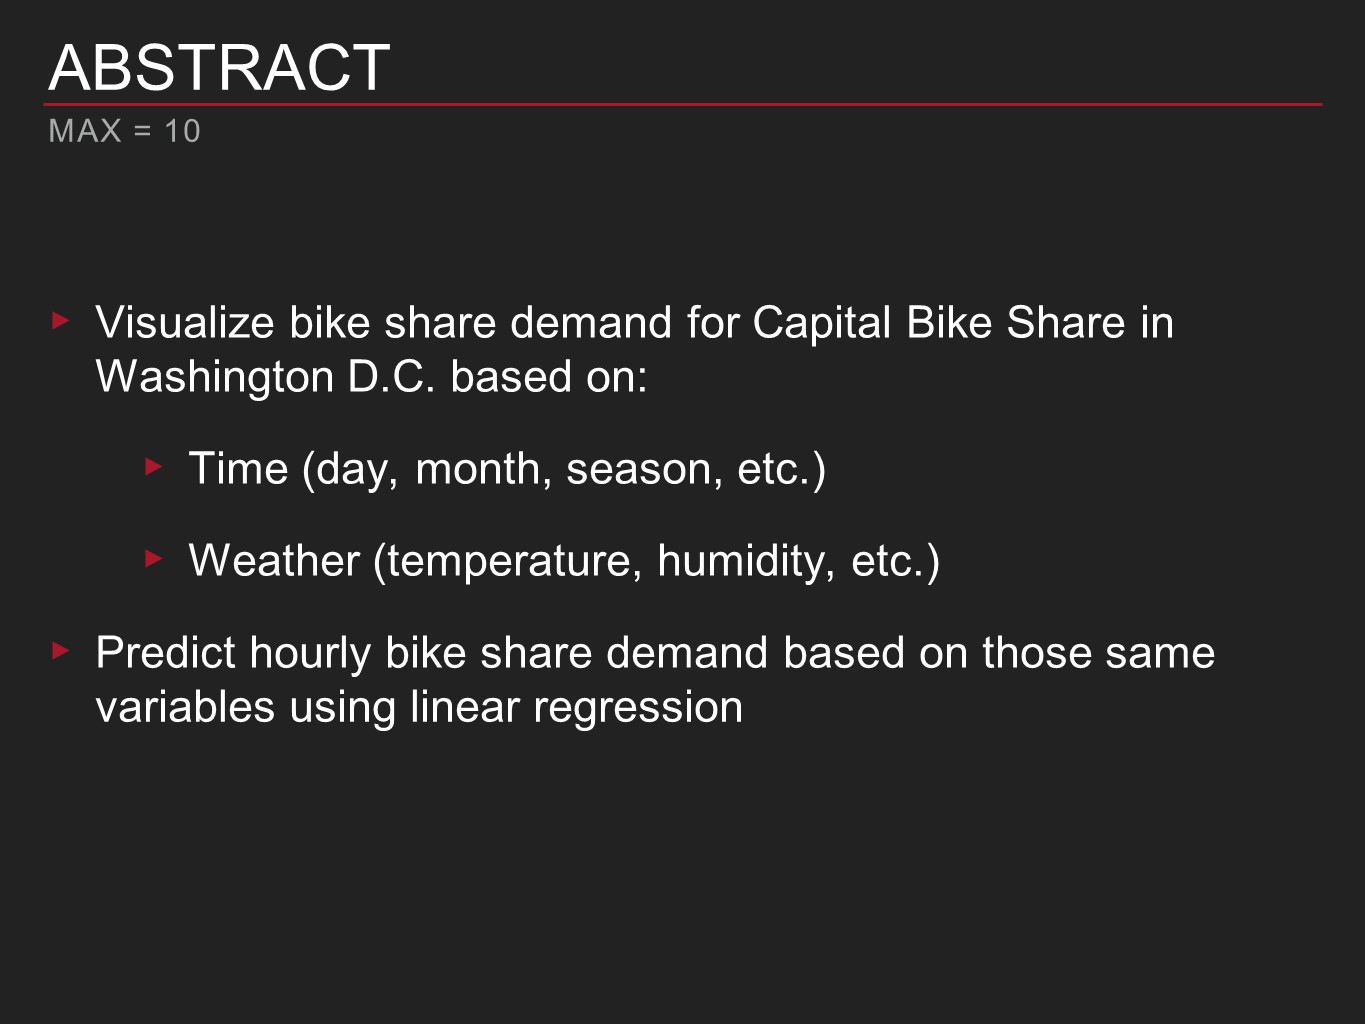 ABSTRACT
MAX = 10
▸ Visualize bike share demand for Capital Bike Share in
Washington D.C. based on:
▸ Time (day, month, season, etc.)
▸ Weather (temperature, humidity, etc.)
▸ Predict hourly bike share demand based on those same
variables using linear regression